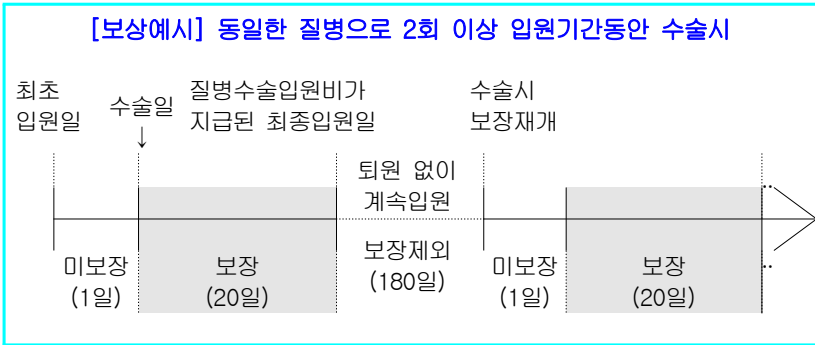 [보상예시] 동일한 질병으로 2회 이상 입원기간동안 수술시
최초
입원일
수술일
↓
질병수술입원비가
지급된 최종입원일
수술시
보장재개
퇴원 없이
계속입원
미보장
(1일)
보장
(20일)
보장제외
(180일)
미보장
(1일)
보장
(20일)